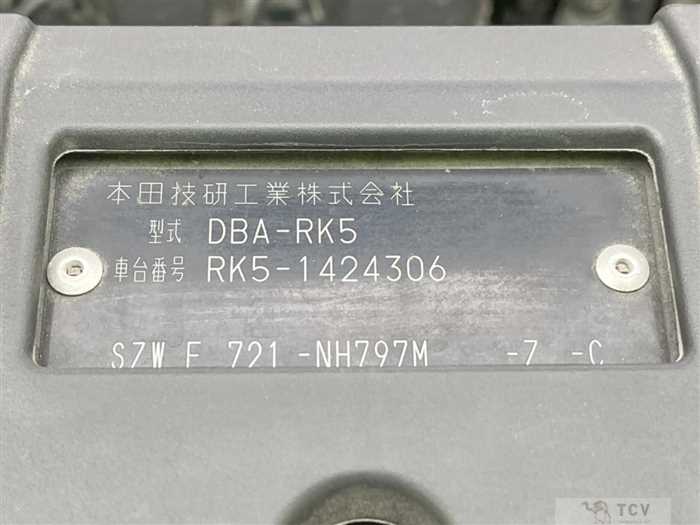 本田技研工業株式会社
型式 DBA-RK5
車台番号 RK5-1424306
SZW F 721 -NH797M -7 -C
TCV